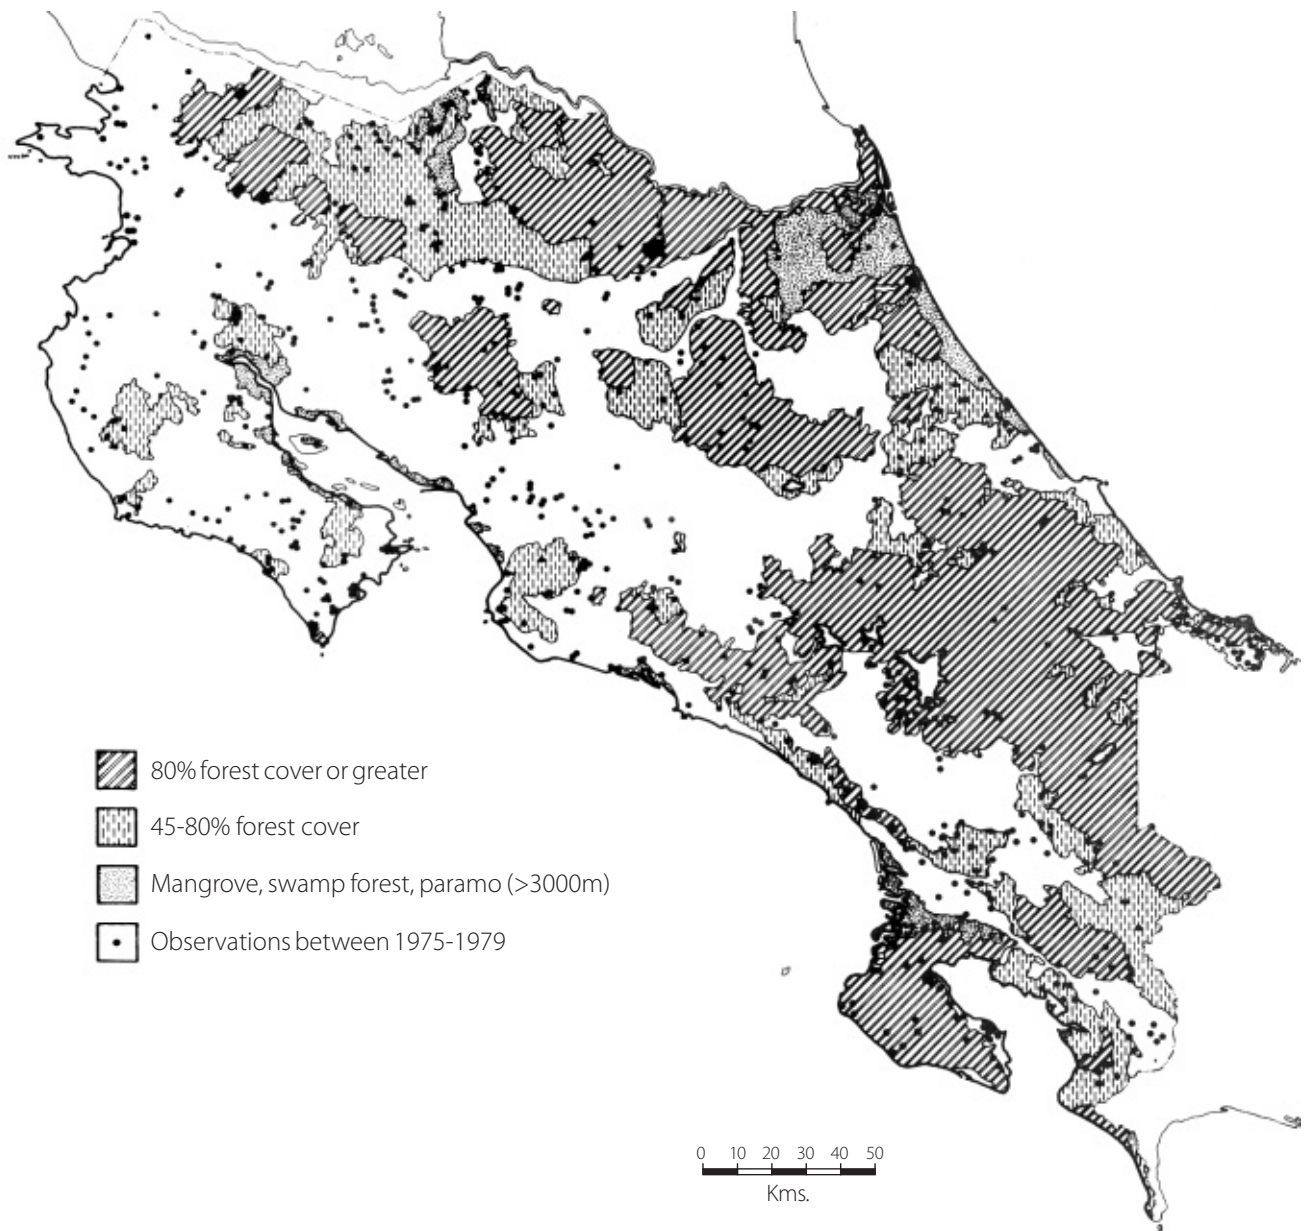 80% forest cover or greater
45-80% forest cover
Mangrove, swamp forest, paramo (>3000m)
Observations between 1975-1979
0 10 20 30 40 50
Kms.